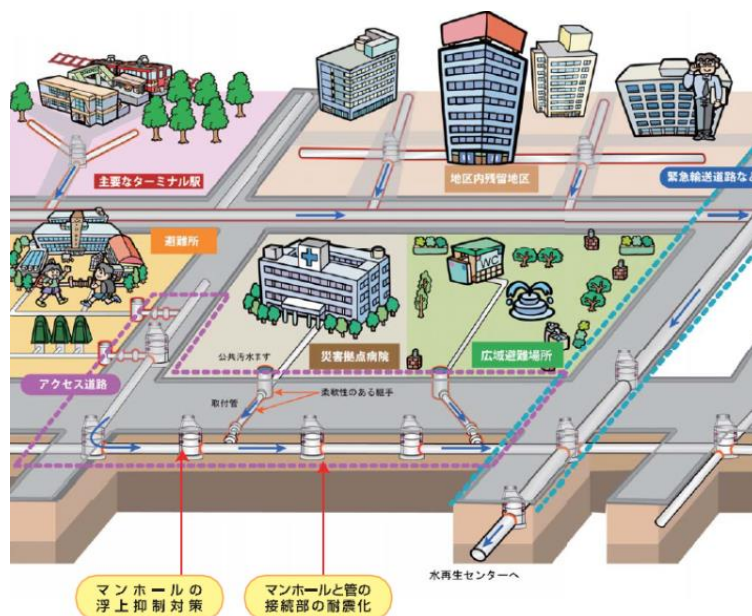 主要なターミナル駅
地区内残留地区
緊急輸送道路など
避難所
WC
公共汚水ます
災害拠点病院
広域避難場所
アクセス道路
取付管
柔軟性のある継手
水再生センターへ
マンホールの
浮上抑制対策
マンホールと管の
接続部の耐震化